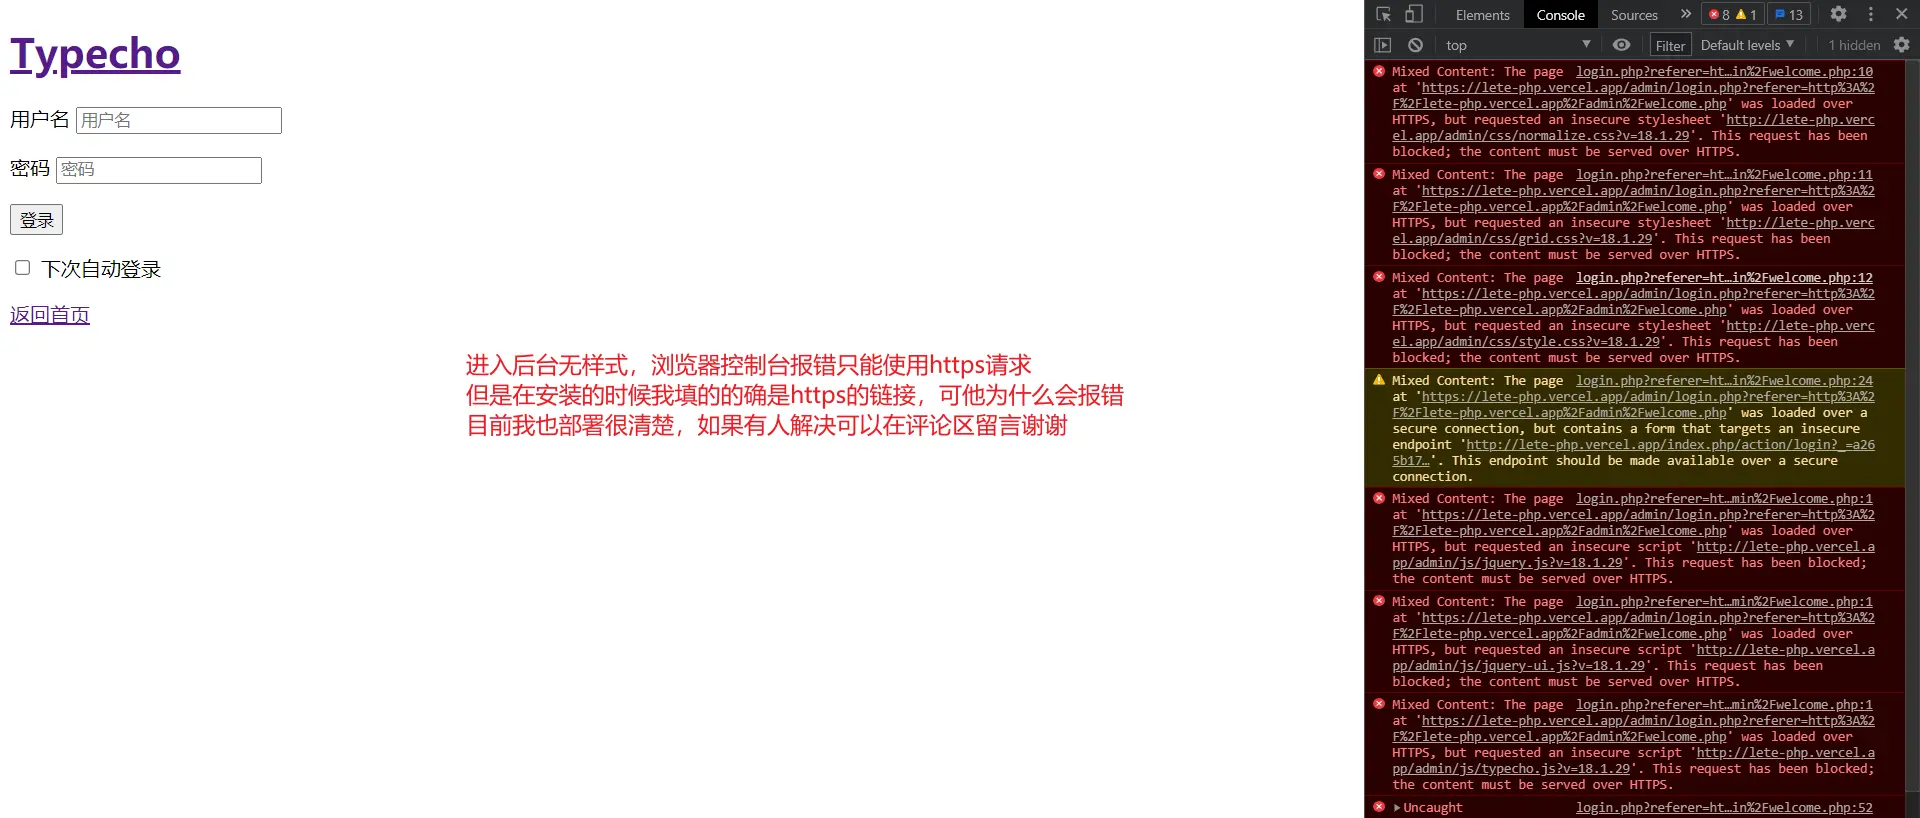 Typecho
用户名 用户名
密码 密码
登录
下次自动登录
返回首页
进入后台无样式，浏览器控制台报错只能使用https请求
但是在安装的时候我填的的确是https的链接，可他为什么会报错
目前我也部署很清楚，如果有人解决可以在评论区留言谢谢
Elements Console Sources » 8 1 13
top Filter Default levels 1 hidden
Mixed Content: The page login.php?referer=ht…in%2Fwelcome.php:10
at 'https://lete-php.vercel.app/admin/login.php?referer=http%3A%2
F%2Flete-php.vercel.app%2Fadmin%2Fwelcome.php' was loaded over
HTTPS, but requested an insecure stylesheet 'http://lete-php.verc
el.app/admin/css/normalize.css?v=18.1.29'. This request has been
blocked; the content must be served over HTTPS.
Mixed Content: The page login.php?referer=ht…in%2Fwelcome.php:11
at 'https://lete-php.vercel.app/admin/login.php?referer=http%3A%2
F%2Flete-php.vercel.app%2Fadmin%2Fwelcome.php' was loaded over
HTTPS, but requested an insecure stylesheet 'http://lete-php.verc
el.app/admin/css/grid.css?v=18.1.29'. This request has been
blocked; the content must be served over HTTPS.
Mixed Content: The page login.php?referer=ht…in%2Fwelcome.php:12
at 'https://lete-php.vercel.app/admin/login.php?referer=http%3A%2
F%2Flete-php.vercel.app%2Fadmin%2Fwelcome.php' was loaded over
HTTPS, but requested an insecure stylesheet 'http://lete-php.verc
el.app/admin/css/style.css?v=18.1.29'. This request has been
blocked; the content must be served over HTTPS.
Mixed Content: The page login.php?referer=ht…in%2Fwelcome.php:24
at 'https://lete-php.vercel.app/admin/login.php?referer=http%3A%2
F%2Flete-php.vercel.app%2Fadmin%2Fwelcome.php' was loaded over a
secure connection, but contains a form that targets an insecure
endpoint 'http://lete-php.vercel.app/index.php/action/login?_=a26
5b17…'. This endpoint should be made available over a secure
connection.
Mixed Content: The page login.php?referer=ht…min%2Fwelcome.php:1
at 'https://lete-php.vercel.app/admin/login.php?referer=http%3A%2
F%2Flete-php.vercel.app%2Fadmin%2Fwelcome.php' was loaded over
HTTPS, but requested an insecure script 'http://lete-php.vercel.a
pp/admin/js/jquery.js?v=18.1.29'. This request has been blocked;
the content must be served over HTTPS.
Mixed Content: The page login.php?referer=ht…min%2Fwelcome.php:1
at 'https://lete-php.vercel.app/admin/login.php?referer=http%3A%2
F%2Flete-php.vercel.app%2Fadmin%2Fwelcome.php' was loaded over
HTTPS, but requested an insecure script 'http://lete-php.vercel.a
pp/admin/js/jquery-ui.js?v=18.1.29'. This request has been
blocked; the content must be served over HTTPS.
Mixed Content: The page login.php?referer=ht…min%2Fwelcome.php:1
at 'https://lete-php.vercel.app/admin/login.php?referer=http%3A%2
F%2Flete-php.vercel.app%2Fadmin%2Fwelcome.php' was loaded over
HTTPS, but requested an insecure script 'http://lete-php.vercel.a
pp/admin/js/typecho.js?v=18.1.29'. This request has been blocked;
the content must be served over HTTPS.
Uncaught login.php?referer=ht…in%2Fwelcome.php:52